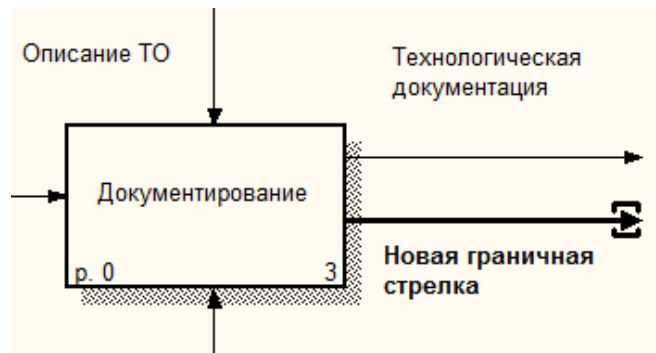 Описание ТО
Технологическая
документация
Документирование
р. 0
3
Новая граничная
стрелка